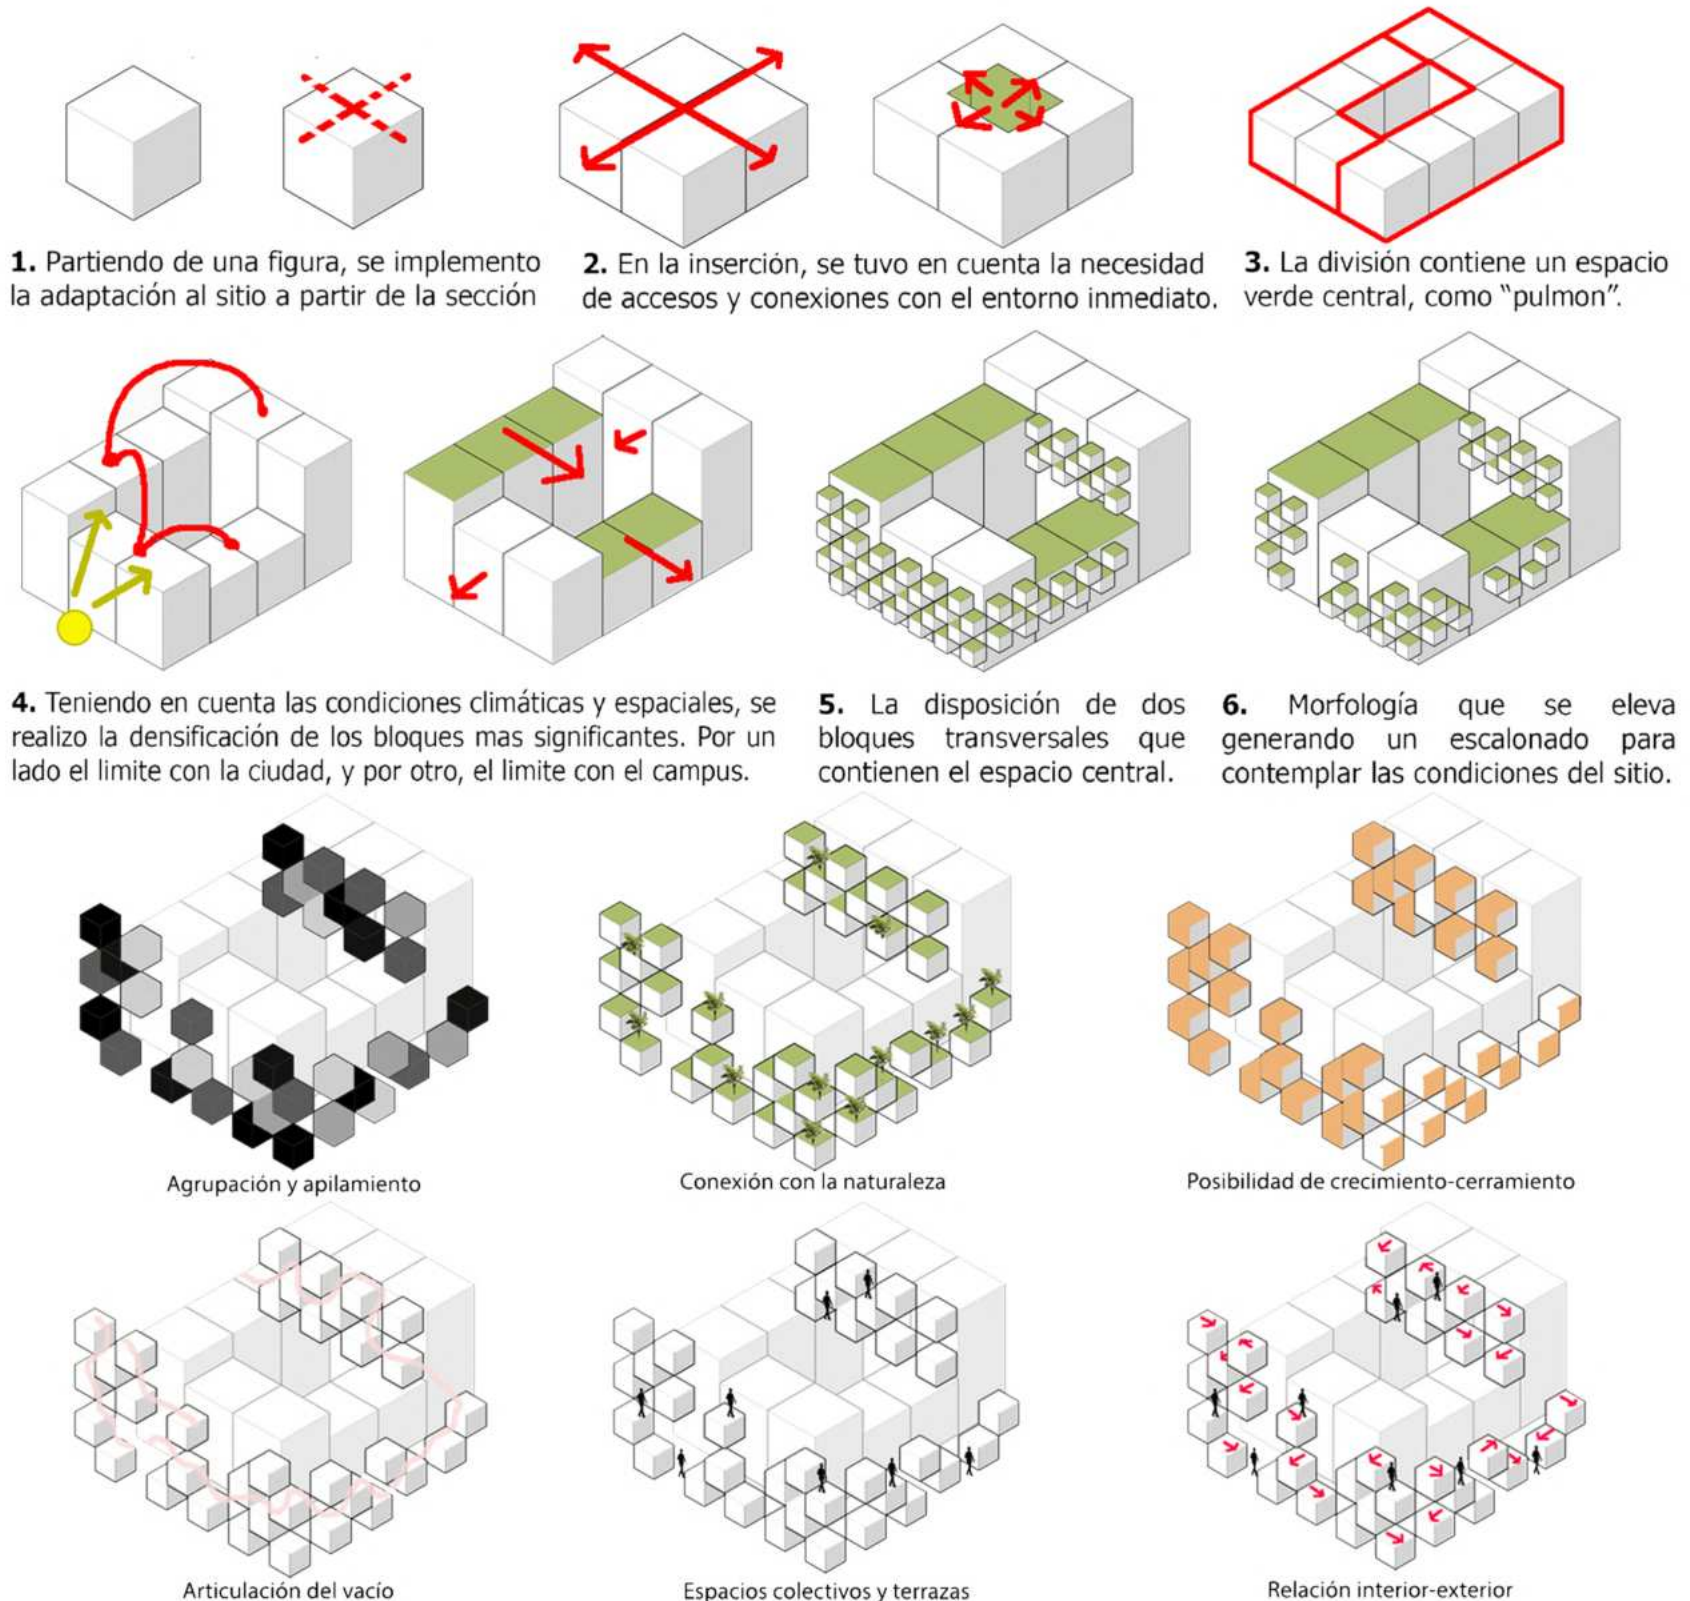 1. Partiendo de una figura, se implemento
la adaptación al sitio a partir de la sección
2. En la inserción, se tuvo en cuenta la necesidad
de accesos y conexiones con el entorno inmediato.
3. La división contiene un espacio
verde central, como “pulmon”.
4. Teniendo en cuenta las condiciones climáticas y espaciales, se
realizo la densificación de los bloques mas significantes. Por un
lado el limite con la ciudad, y por otro, el limite con el campus.
5. La disposición de dos
bloques transversales que
contienen el espacio central.
6. Morfología que se eleva
generando un escalonado para
contemplar las condiciones del sitio.
Agrupación y apilamiento
Conexión con la naturaleza
Posibilidad de crecimiento-cerramiento
Articulación del vacío
Espacios colectivos y terrazas
Relación interior-exterior